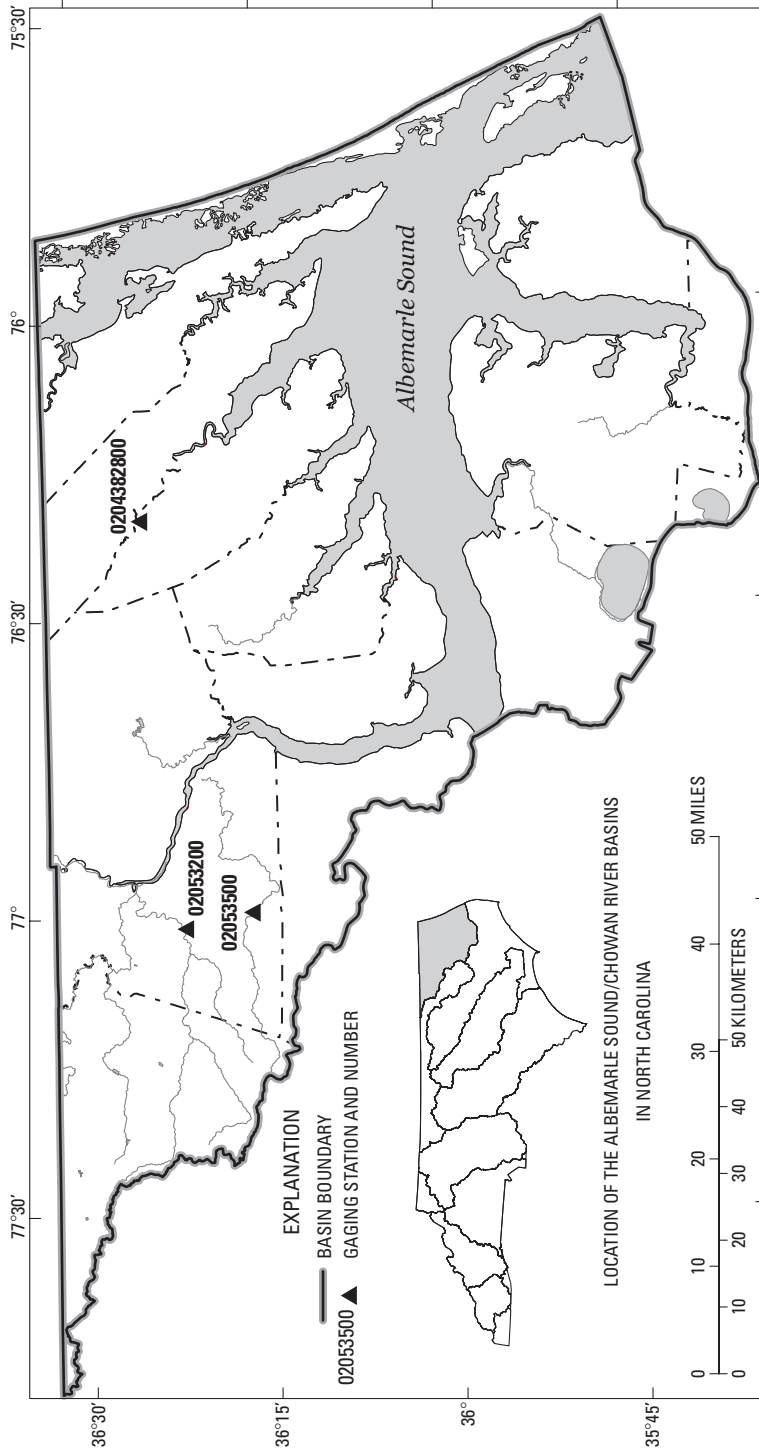 77°30'
77°
76°30'
76°
75°30'
36°30'
36°15'
36°
35°45'
0204382800
02053200
02053500
Albemarle Sound
EXPLANATION
BASIN BOUNDARY
02053500 GAGING STATION AND NUMBER
LOCATION OF THE ALBEMARLE SOUND/CHOWAN RIVER BASINS
IN NORTH CAROLINA
0 10 20 30 40 50 MILES
0 10 20 30 40 50 KILOMETERS